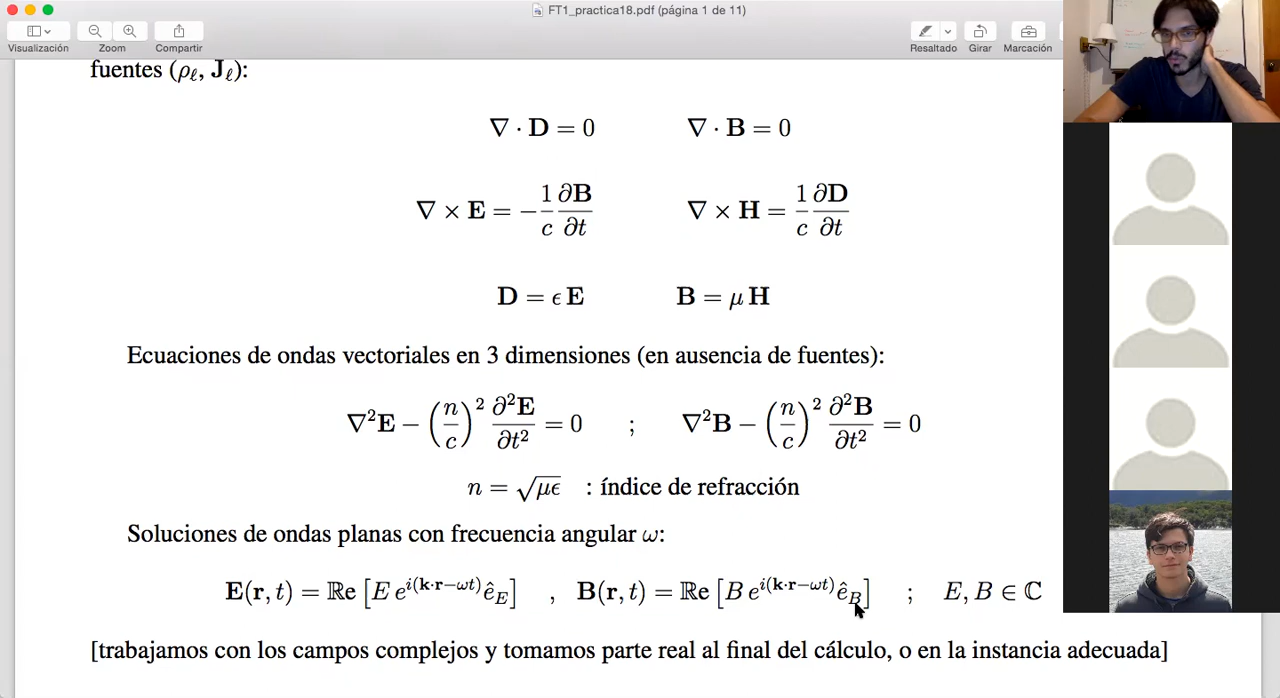 FT1_practica18.pdf (página 1 de 11)
Visualización Zoom Compartir Resaltado Girar Marcación
fuentes (ρ_ℓ, J_ℓ):
∇ · D = 0 ∇ · B = 0
∇ × E = −(1/c) ∂B/∂t ∇ × H = (1/c) ∂D/∂t
D = ϵ E B = μ H
Ecuaciones de ondas vectoriales en 3 dimensiones (en ausencia de fuentes):
∇²E − (n/c)² ∂²E/∂t² = 0 ; ∇²B − (n/c)² ∂²B/∂t² = 0
n = √(μϵ) : índice de refracción
Soluciones de ondas planas con frecuencia angular ω:
E(r, t) = ℝe [E e^{i(k·r−ωt)} ê_E] , B(r, t) = ℝe [B e^{i(k·r−ωt)} ê_B] ; E, B ∈ ℂ
[trabajamos con los campos complejos y tomamos parte real al final del cálculo, o en la instancia adecuada]